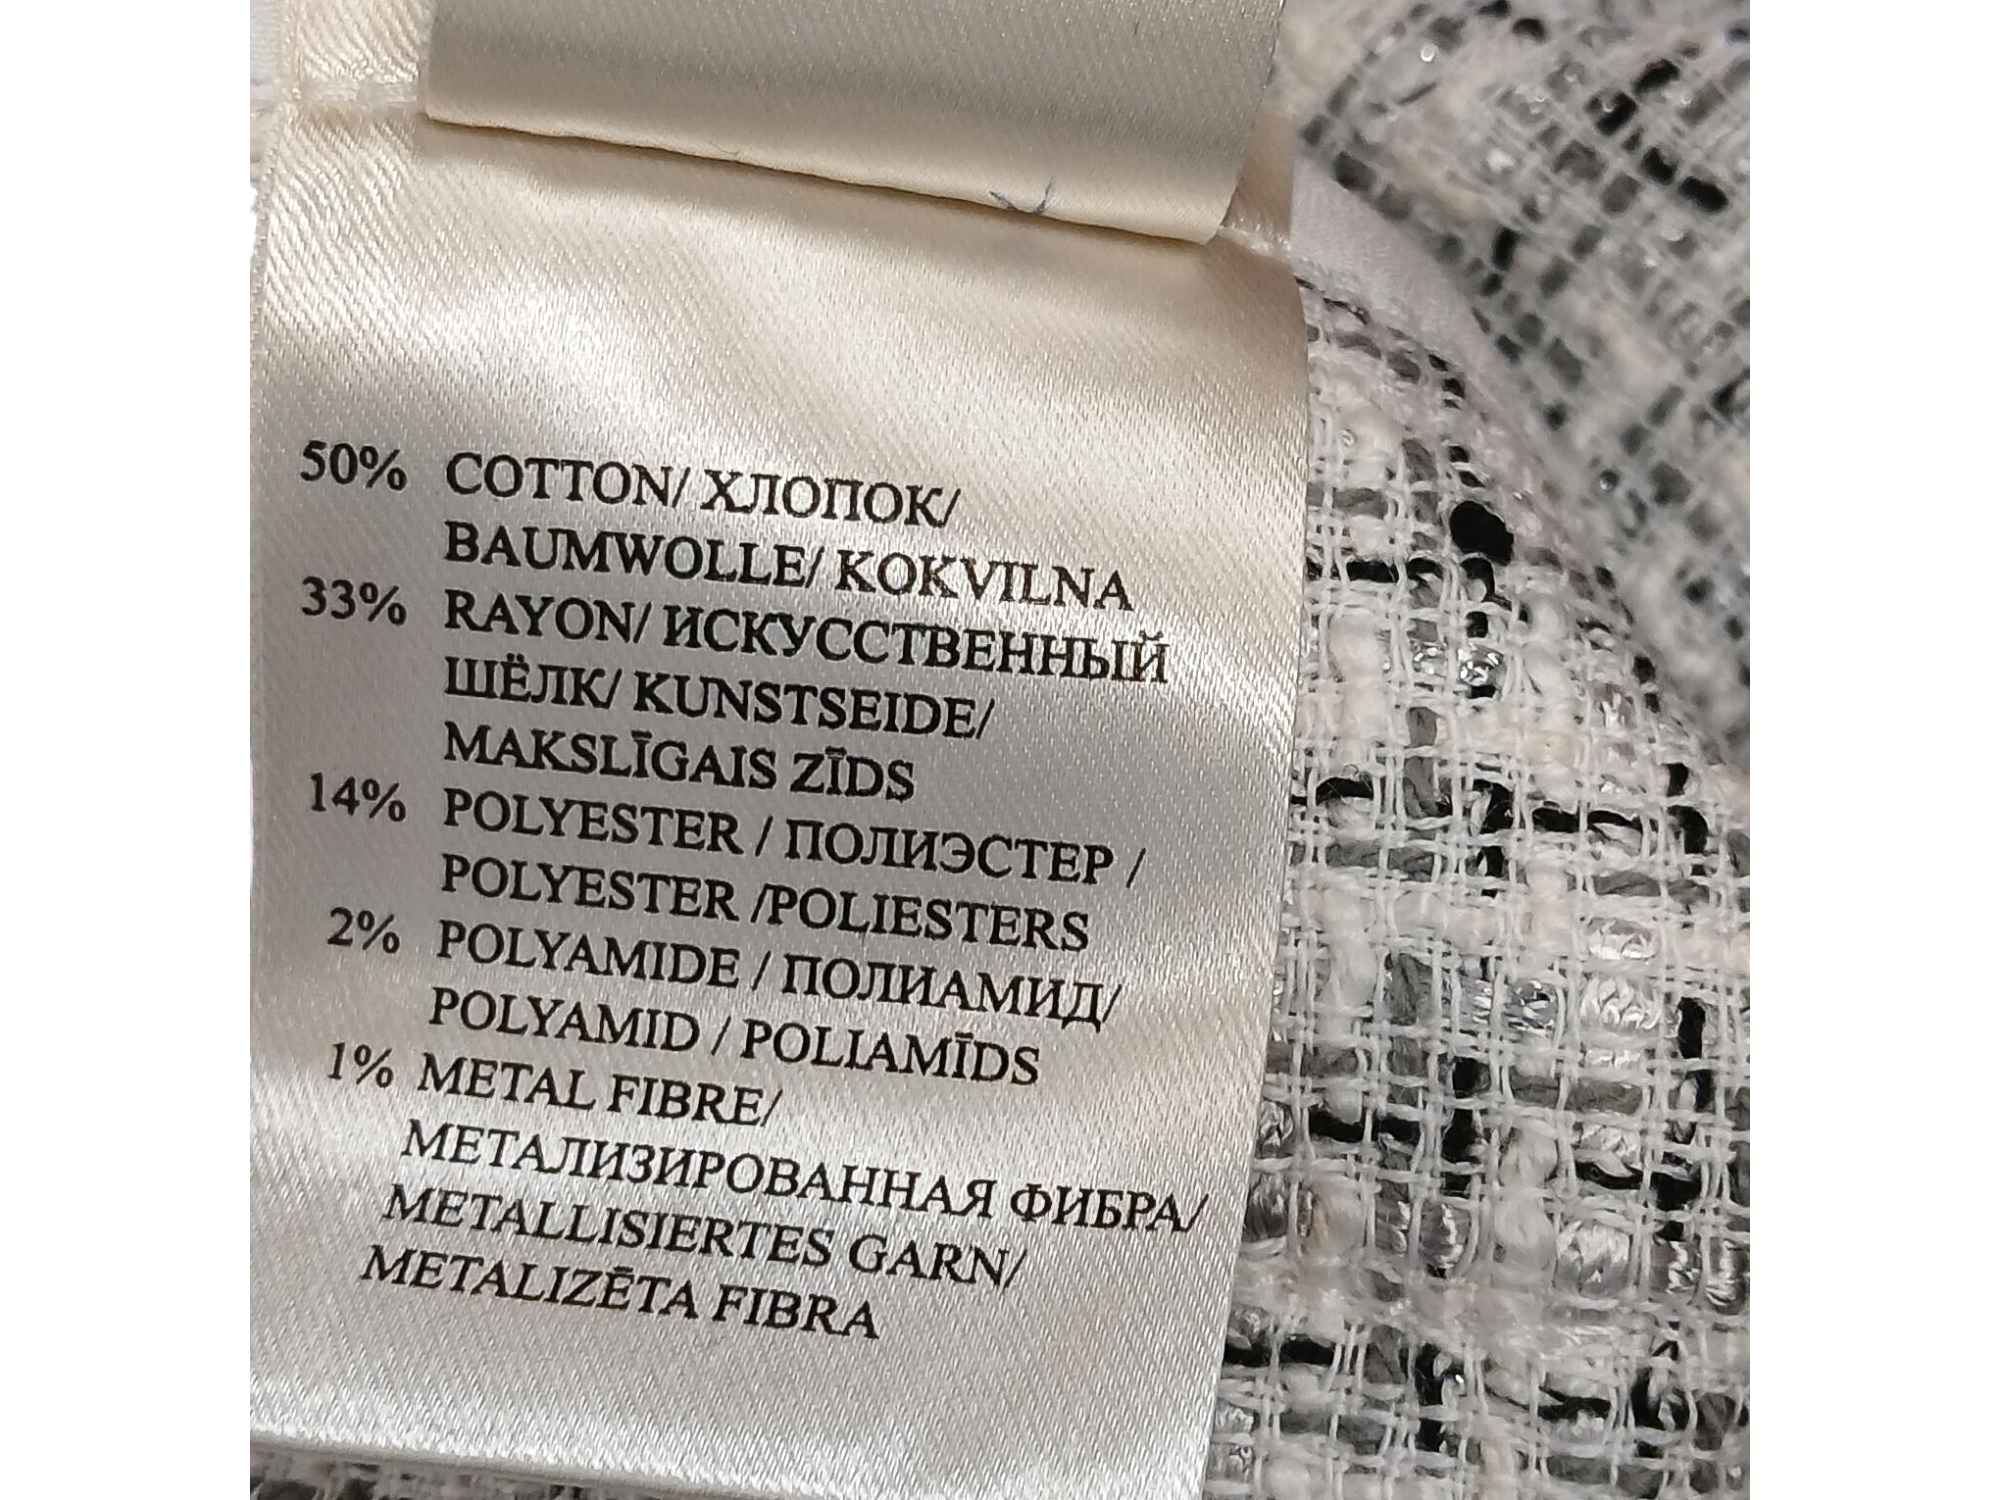 50% COTTON/ ХЛОПОК/
BAUMWOLLE/ KOKVILNA
33% RAYON/ ИСКУССТВЕННЫЙ
ШЁЛК/ KUNSTSEIDE/
MAKSLĪGAIS ZĪDS
14% POLYESTER / ПОЛИЭСТЕР /
POLYESTER /POLIESTERS
2% POLYAMIDE / ПОЛИАМИД/
POLYAMID / POLIAMĪDS
1% METAL FIBRE/
МЕТАЛИЗИРОВАННАЯ ФИБРА/
METALLISIERTES GARN/
METALIZĒTA FIBRA